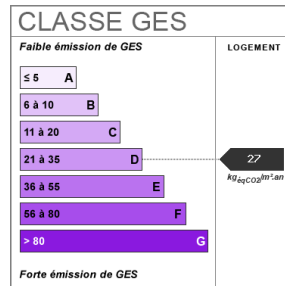 CLASSE GES
Faible émission de GES
LOGEMENT
≤ 5 A
6 à 10 B
11 à 20 C
21 à 35 D
27
kgéqCO2/m².an
36 à 55 E
56 à 80 F
> 80 G
Forte émission de GES